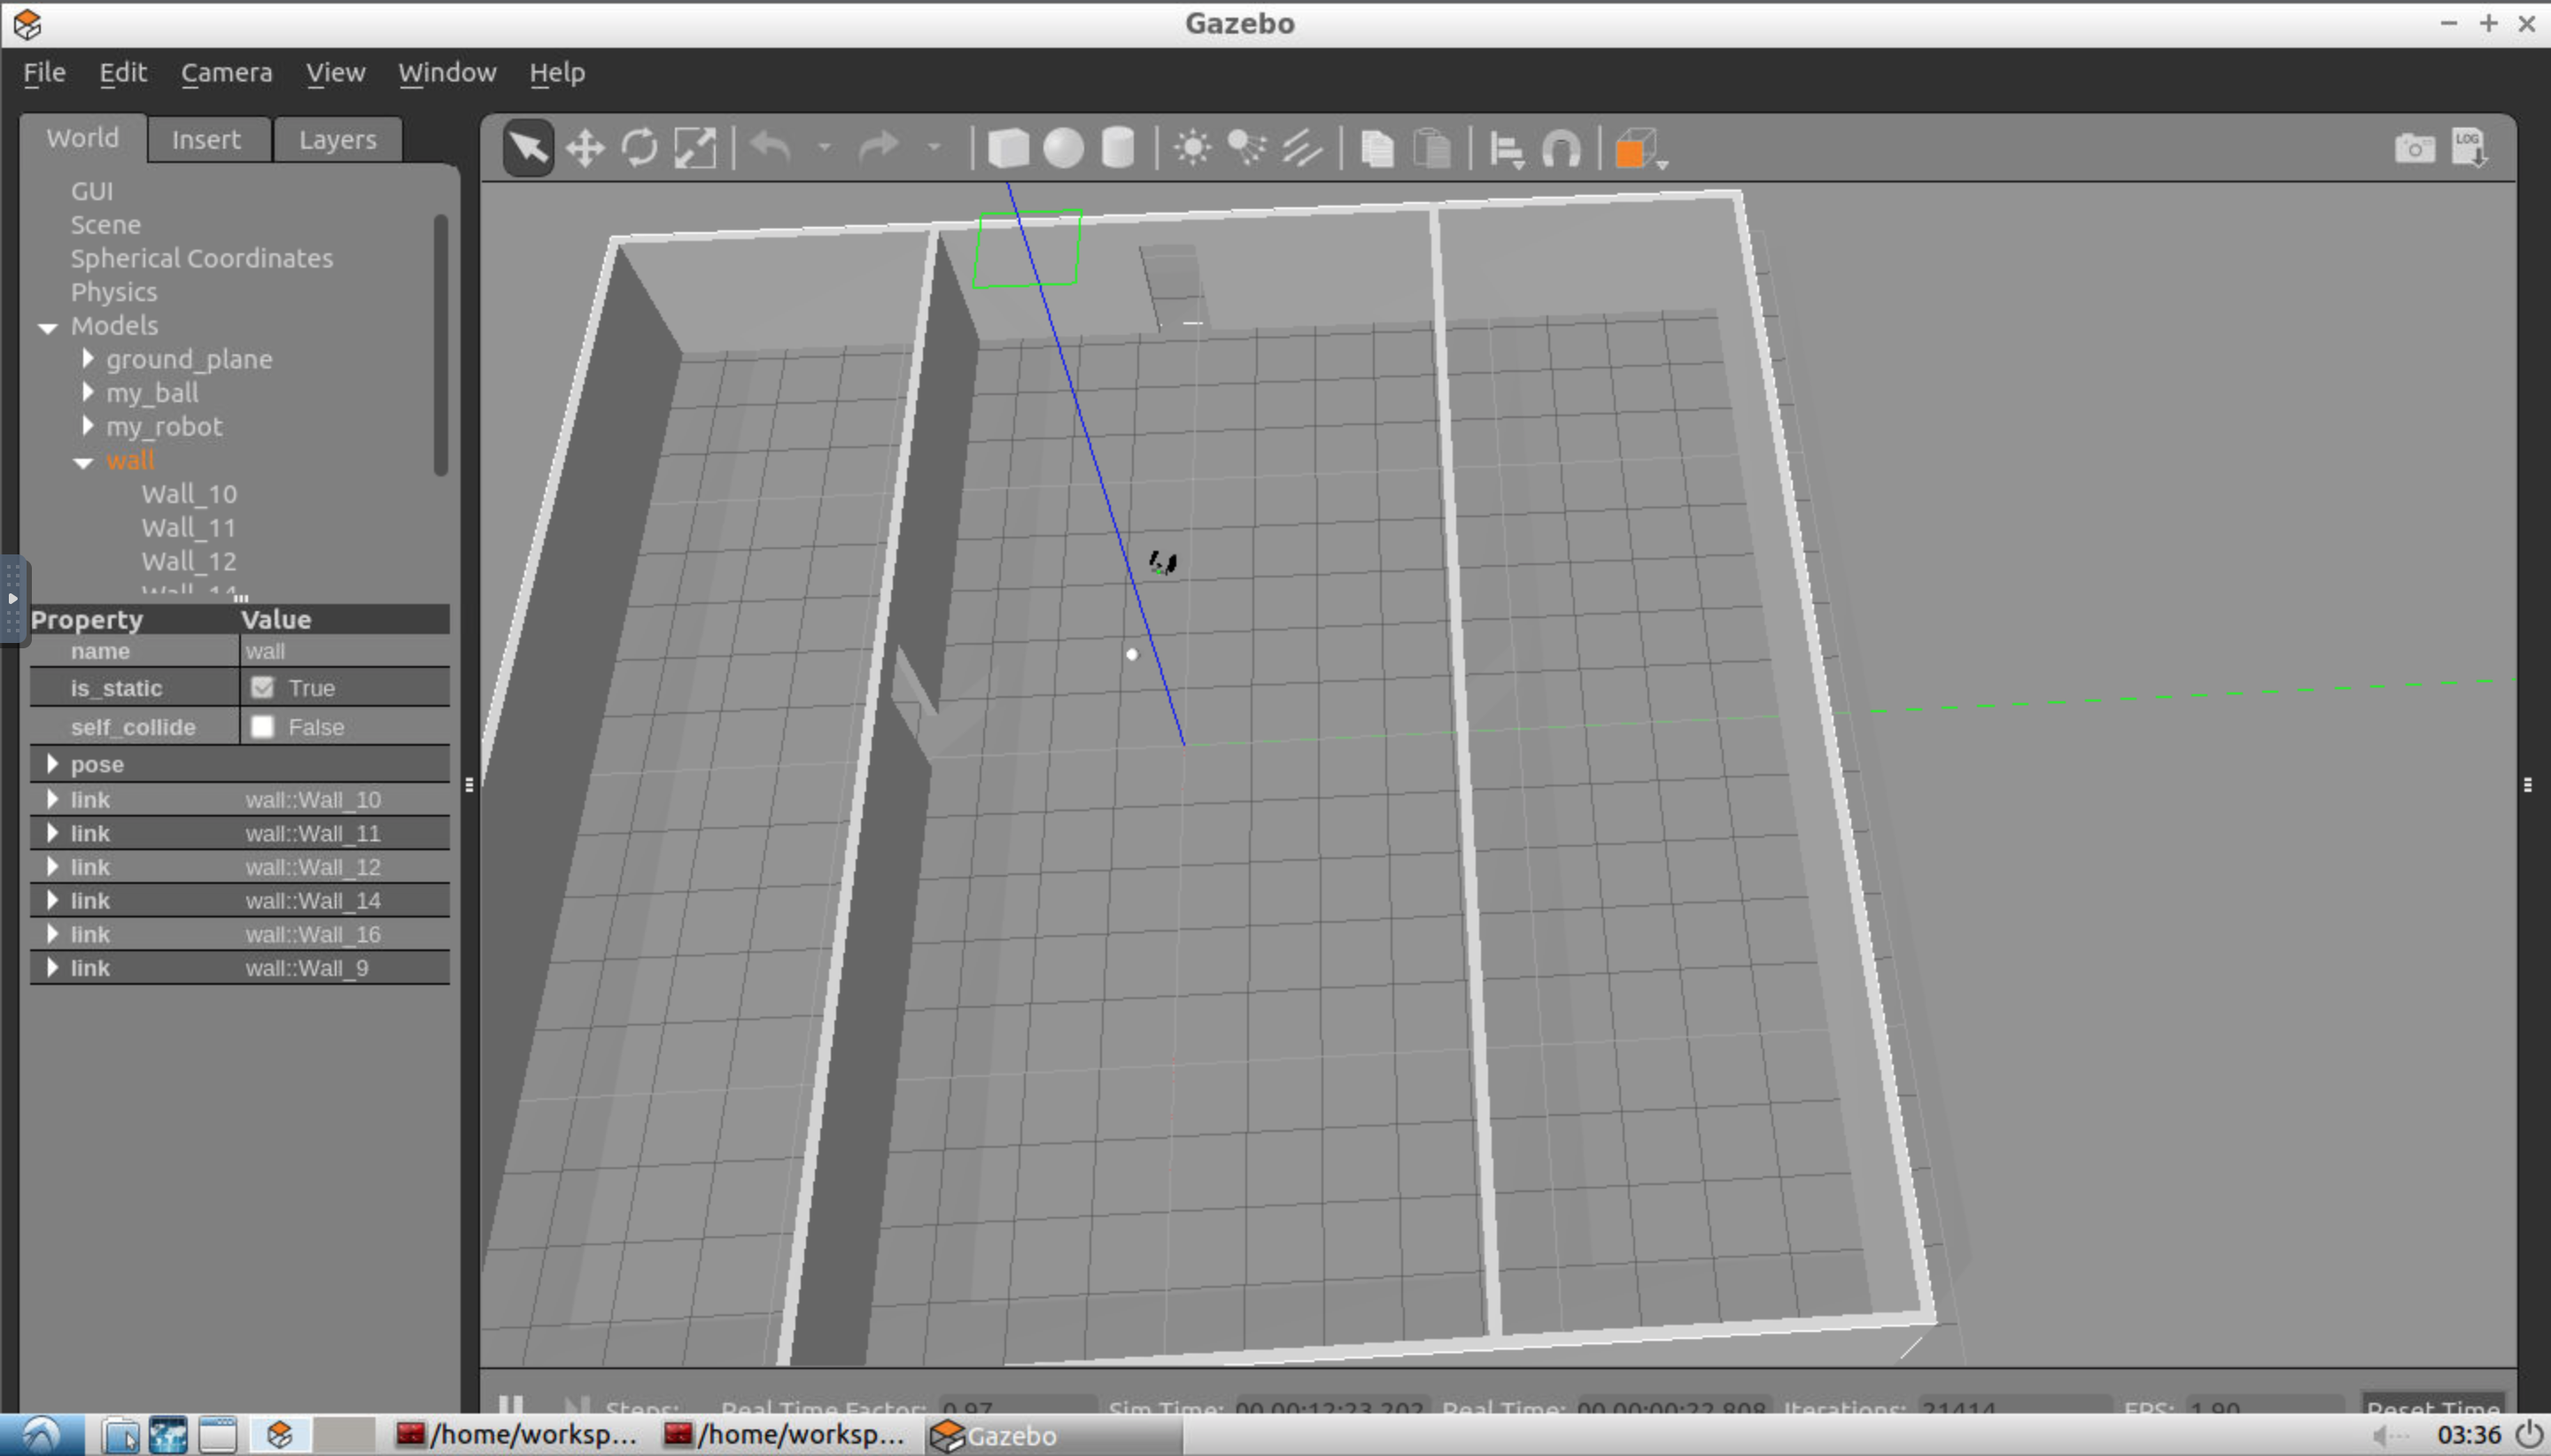 Gazebo
File Edit Camera View Window Help
World Insert Layers
LOG
GUI
Scene
Spherical Coordinates
Physics
Models
ground_plane
my_ball
my_robot
wall
Wall_10
Wall_11
Wall_12
Wall_14
Property Value
name wall
is_static True
self_collide False
pose
link wall::Wall_10
link wall::Wall_11
link wall::Wall_12
link wall::Wall_14
link wall::Wall_16
link wall::Wall_9
Steps: Real Time Factor: 0.97 Sim Time: 00 00:12:23.202 Real Time: 00 00:00:22.808 Iterations: 21414 FPS: 1.90 Reset Time
/home/worksp... /home/worksp... Gazebo 03:36